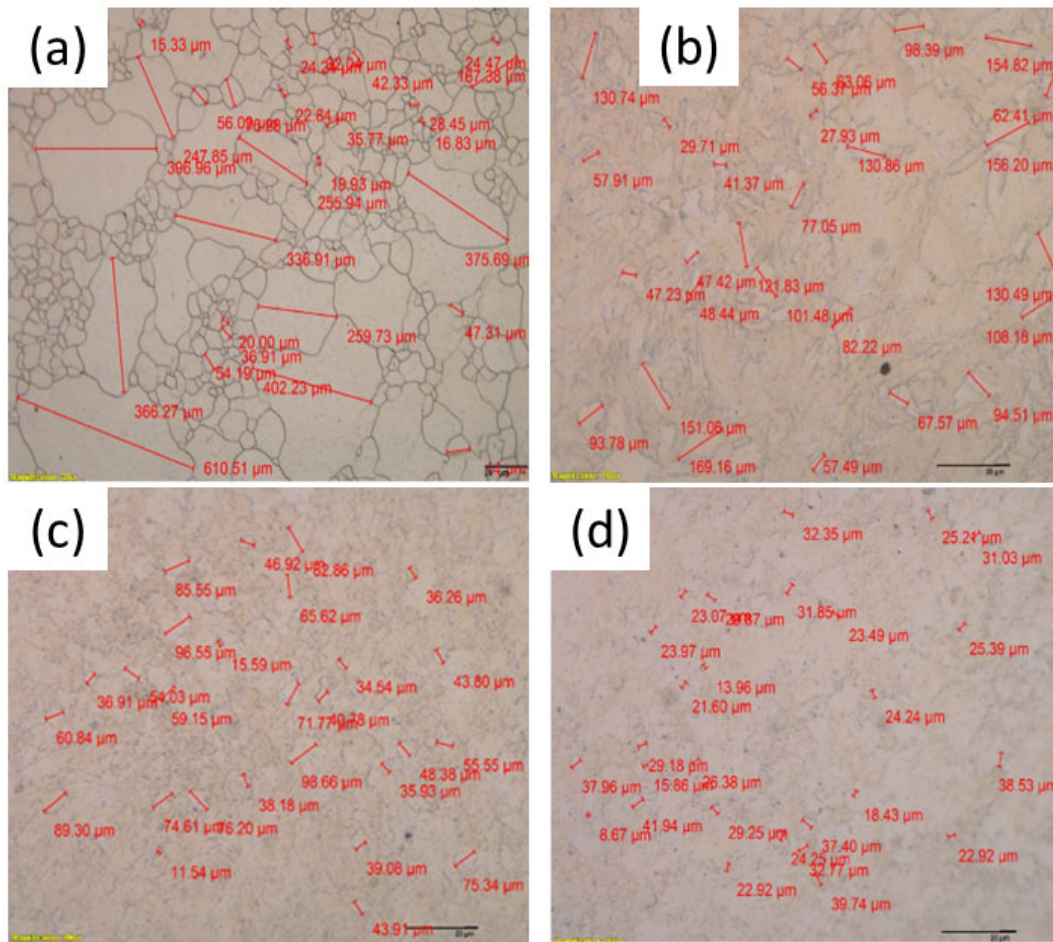 (a)
15.33 µm
24.47 µm
167.38 µm
42.33 µm
22.64 µm
28.45 µm
56.09 µm
35.77 µm
16.83 µm
247.85 µm
396.96 µm
19.93 µm
255.94 µm
336.91 µm
375.69 µm
20.00 µm
259.73 µm
47.31 µm
36.91 µm
54.19 µm
402.23 µm
366.27 µm
610.51 µm
(b)
98.39 µm
154.82 µm
63.06 µm
56.37 µm
130.74 µm
62.41 µm
27.93 µm
29.71 µm
130.86 µm
156.20 µm
57.91 µm
41.37 µm
77.05 µm
47.42 µm
121.83 µm
47.23 µm
130.49 µm
48.44 µm
101.48 µm
108.18 µm
82.22 µm
94.51 µm
67.57 µm
151.06 µm
93.78 µm
169.16 µm
57.49 µm
20 µm
(c)
46.92 µm
85.55 µm
36.26 µm
65.62 µm
96.55 µm
15.59 µm
34.54 µm
43.80 µm
36.91 µm
54.03 µm
59.15 µm
71.77 µm
60.84 µm
98.66 µm
55.55 µm
48.38 µm
35.93 µm
38.18 µm
89.30 µm
74.61 µm
76.20 µm
11.54 µm
39.08 µm
75.34 µm
43.91 µm
20 µm
(d)
32.35 µm
25.21 µm
31.03 µm
23.07 µm
31.85 µm
23.49 µm
23.97 µm
25.39 µm
13.96 µm
21.60 µm
24.24 µm
29.18 µm
37.96 µm
15.86 µm
26.38 µm
38.53 µm
8.67 µm
41.94 µm
18.43 µm
29.25 µm
37.40 µm
24.25 µm
32.77 µm
22.92 µm
22.92 µm
39.74 µm
20 µm